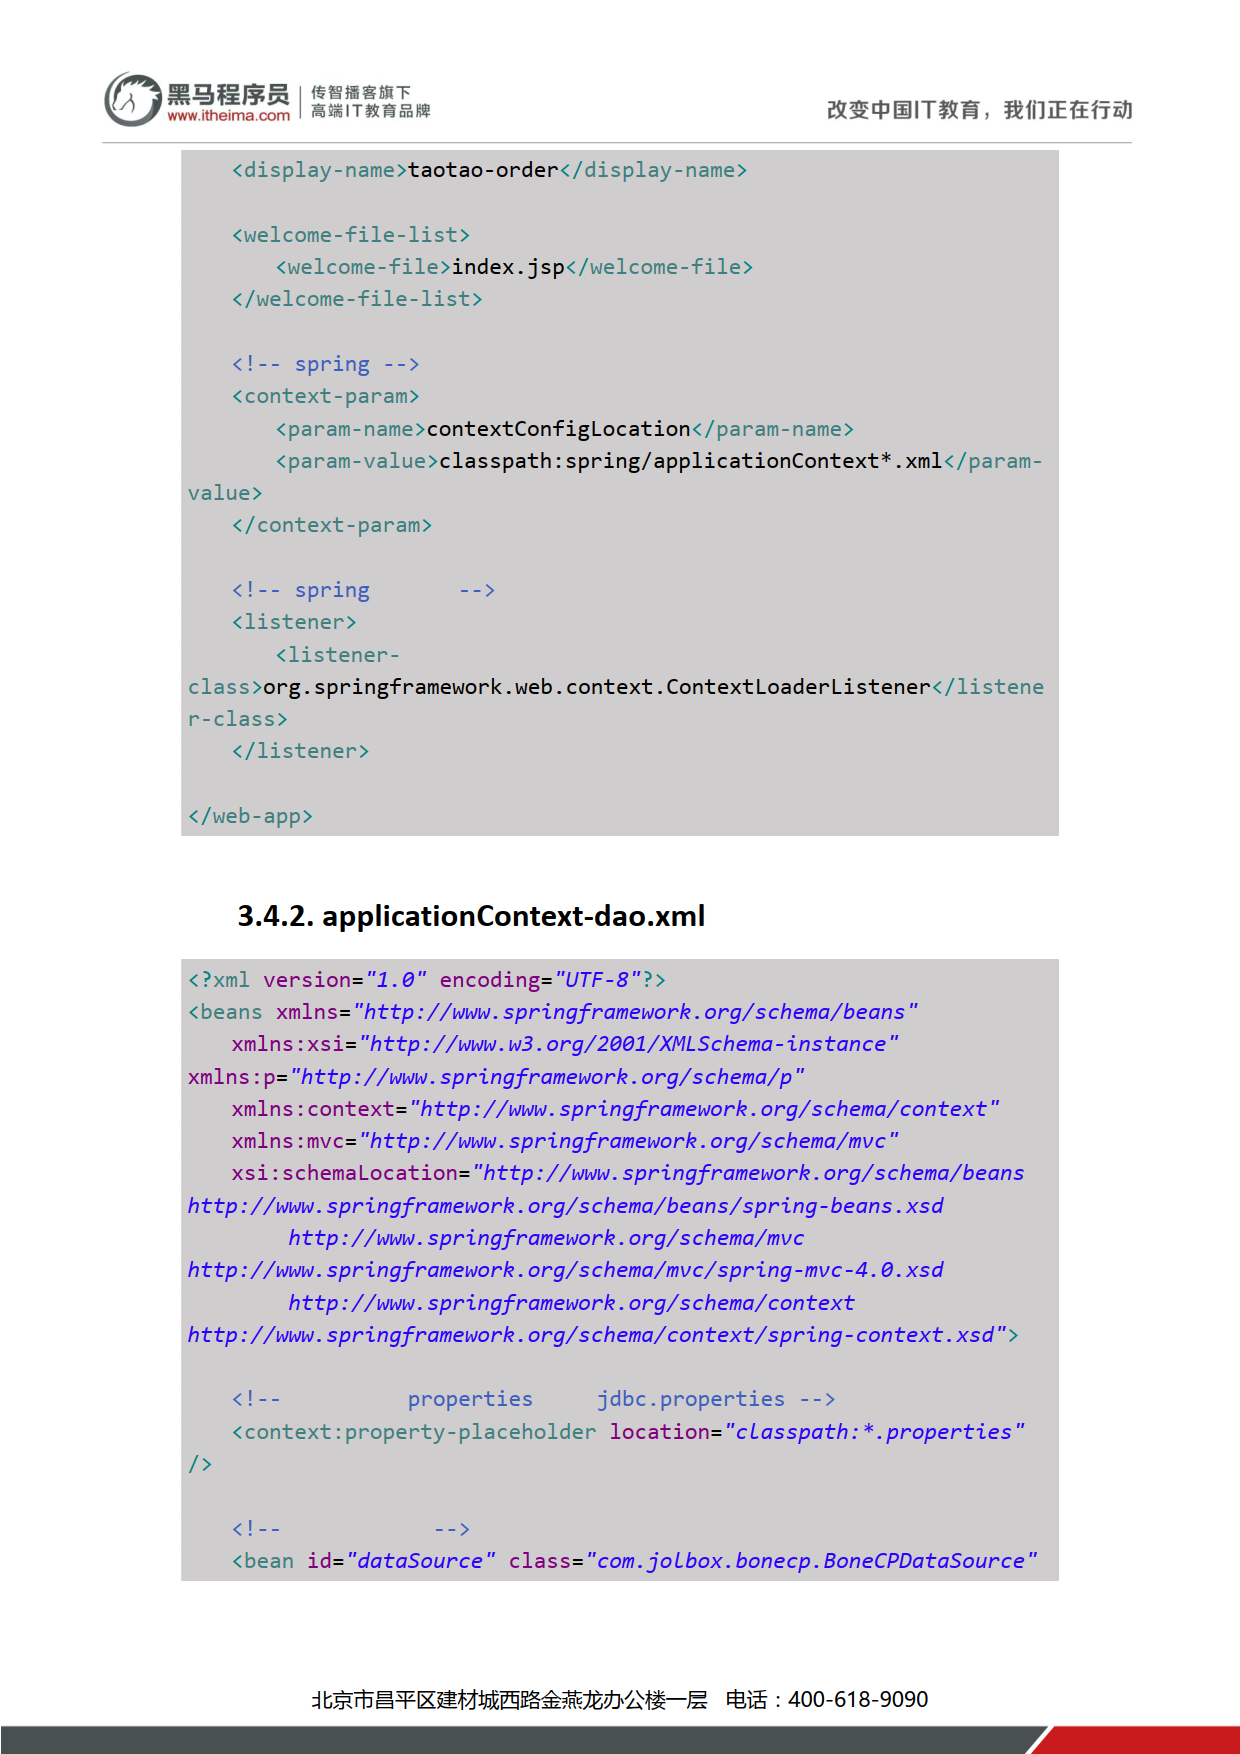 黑马程序员 传智播客旗下
www.itheima.com 高端IT教育品牌
改变中国IT教育，我们正在行动
<display-name>taotao-order</display-name>
<welcome-file-list>
<welcome-file>index.jsp</welcome-file>
</welcome-file-list>
<!-- spring -->
<context-param>
<param-name>contextConfigLocation</param-name>
<param-value>classpath:spring/applicationContext*.xml</param-
value>
</context-param>
<!-- spring -->
<listener>
<listener-
class>org.springframework.web.context.ContextLoaderListener</listene
r-class>
</listener>
</web-app>
3.4.2. applicationContext-dao.xml
<?xml version="1.0" encoding="UTF-8"?>
<beans xmlns="http://www.springframework.org/schema/beans"
xmlns:xsi="http://www.w3.org/2001/XMLSchema-instance"
xmlns:p="http://www.springframework.org/schema/p"
xmlns:context="http://www.springframework.org/schema/context"
xmlns:mvc="http://www.springframework.org/schema/mvc"
xsi:schemaLocation="http://www.springframework.org/schema/beans
http://www.springframework.org/schema/beans/spring-beans.xsd
http://www.springframework.org/schema/mvc
http://www.springframework.org/schema/mvc/spring-mvc-4.0.xsd
http://www.springframework.org/schema/context
http://www.springframework.org/schema/context/spring-context.xsd">
<!-- properties jdbc.properties -->
<context:property-placeholder location="classpath:*.properties"
/>
<!-- -->
<bean id="dataSource" class="com.jolbox.bonecp.BoneCPDataSource"
北京市昌平区建材城西路金燕龙办公楼一层 电话：400-618-9090